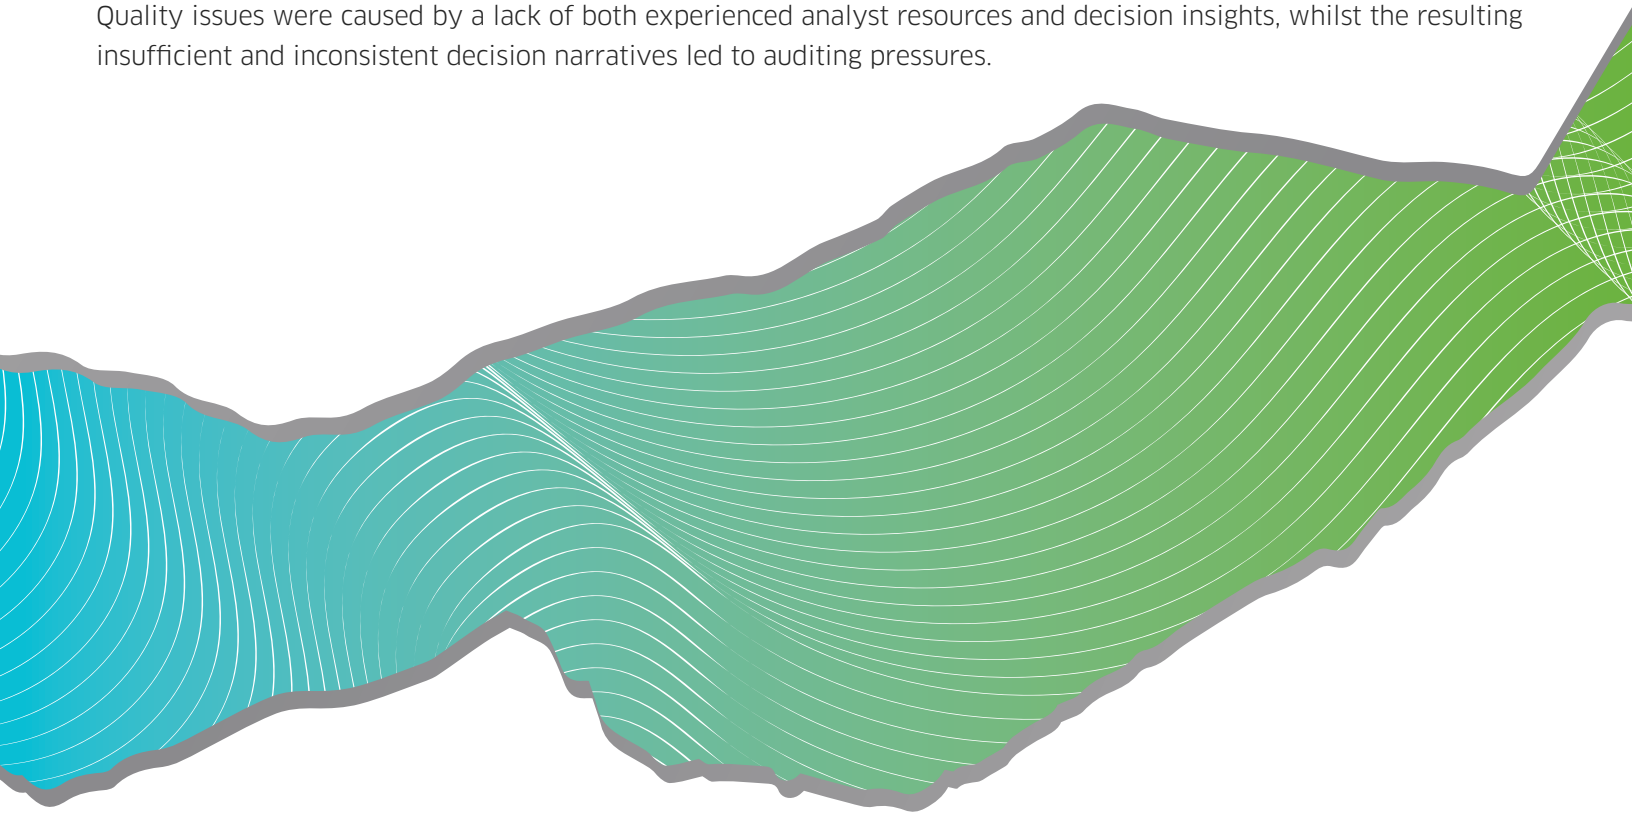 Quality issues were caused by a lack of both experienced analyst resources and decision insights, whilst the resulting
insufficient and inconsistent decision narratives led to auditing pressures.